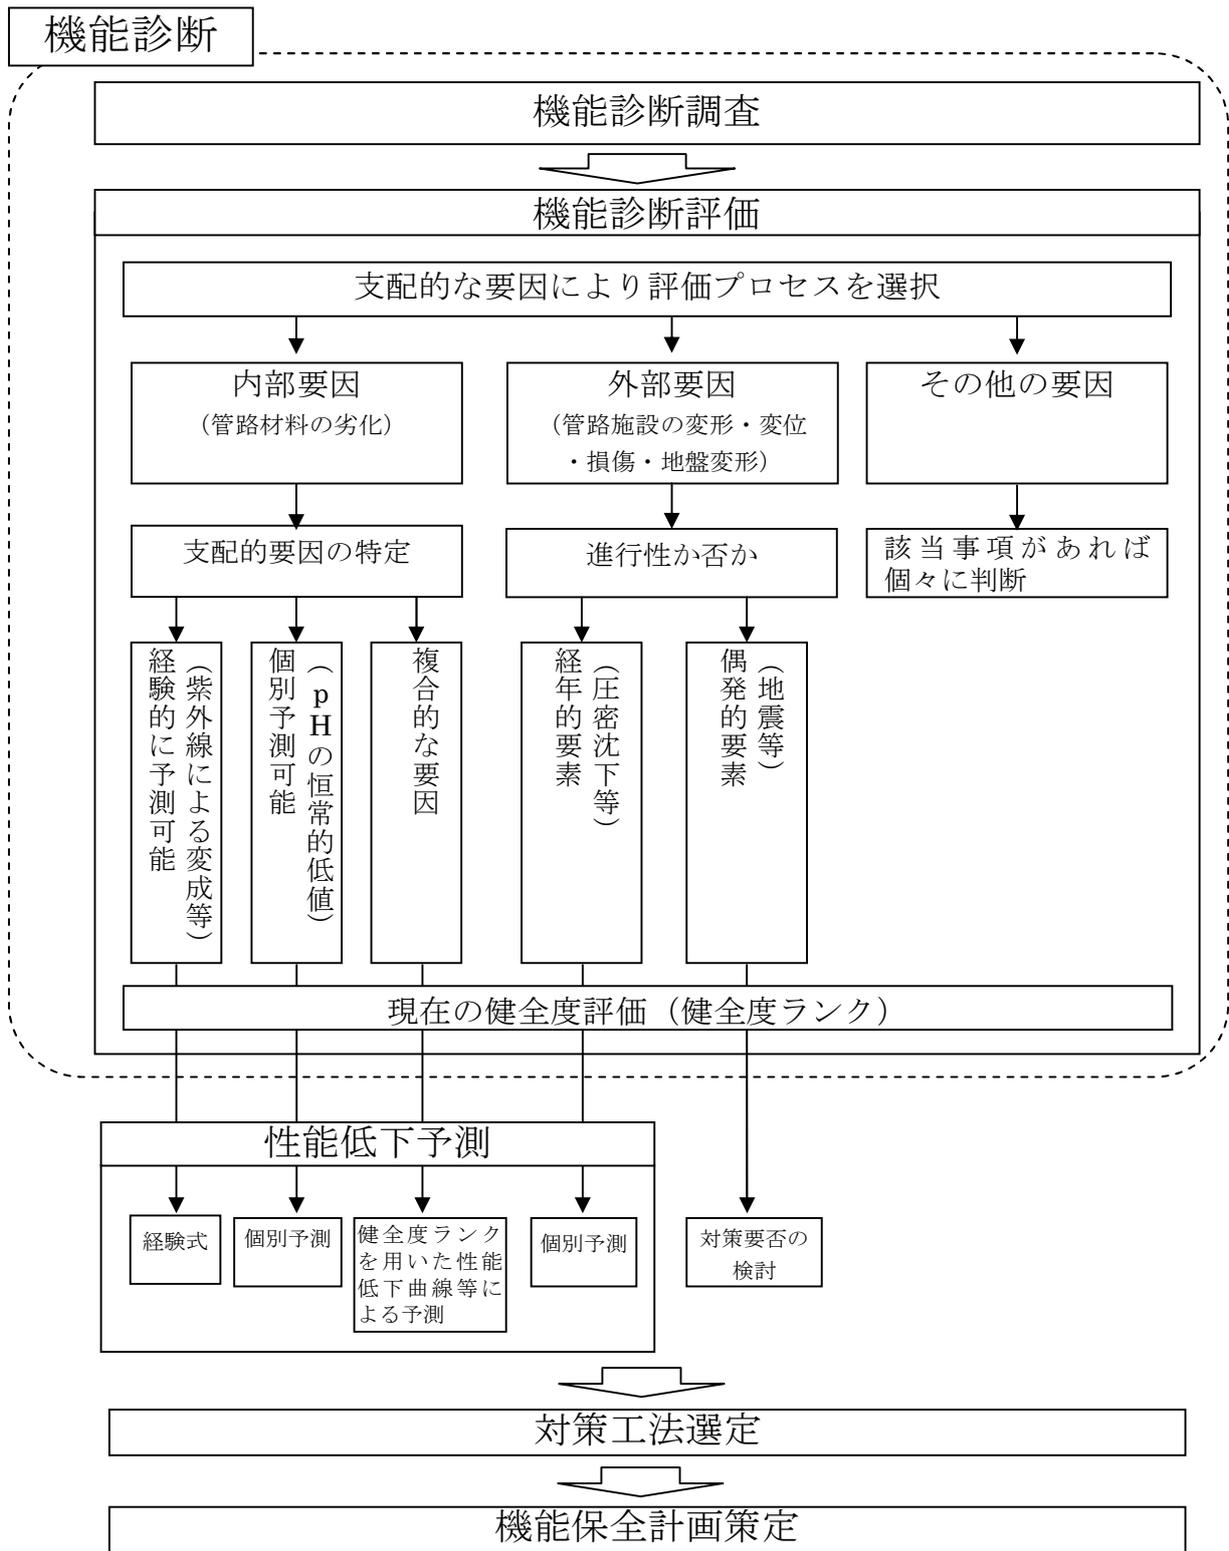 機能診断
機能診断調査
機能診断評価
支配的な要因により評価プロセスを選択
内部要因
（管路材料の劣化）
外部要因
（管路施設の変形・変位
・損傷・地盤変形）
その他の要因
支配的要因の特定
進行性か否か
該当事項があれば
個々に判断
（紫外線による変成等）
経験的に予測可能
（ｐＨの恒常的低値）
個別予測可能
複合的な要因
（圧密沈下等）
経年的要素
（地震等）
偶発的要素
現在の健全度評価（健全度ランク）
性能低下予測
経験式
個別予測
健全度ランク
を用いた性能
低下曲線等に
よる予測
個別予測
対策要否の
検討
対策工法選定
機能保全計画策定